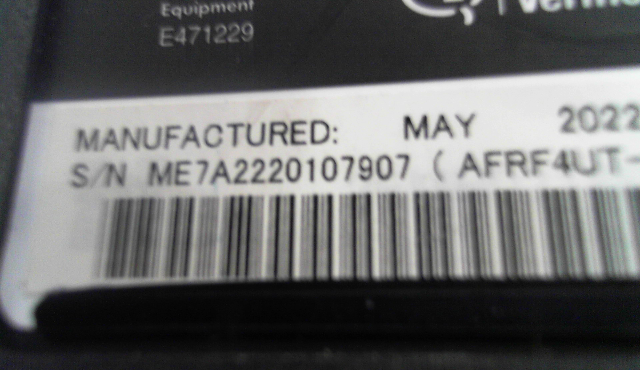 Equipment
E471229
MANUFACTURED: MAY 2022
S/N ME7A2220107907 ( AFRF4UT-